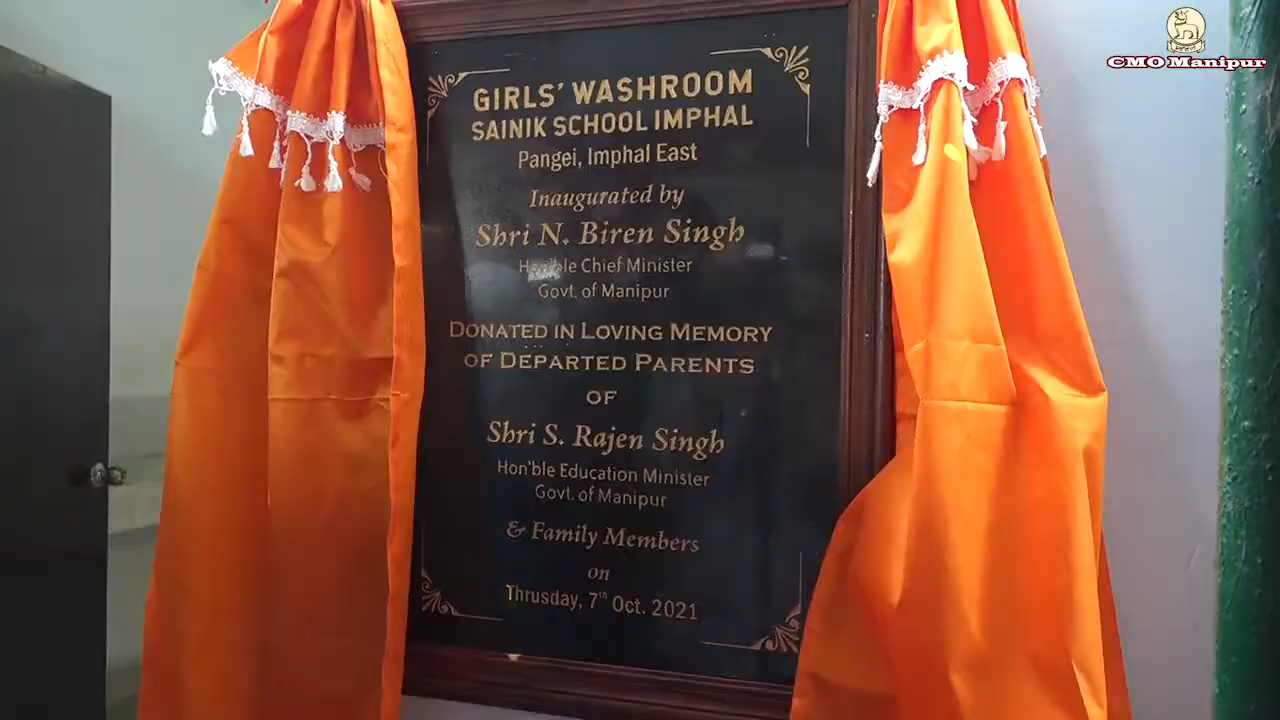 CMO Manipur
GIRLS' WASHROOM
SAINIK SCHOOL IMPHAL
Pangei, Imphal East
Inaugurated by
Shri N. Biren Singh
Hon'ble Chief Minister
Govt. of Manipur
DONATED IN LOVING MEMORY
OF DEPARTED PARENTS
OF
Shri S. Rajen Singh
Hon'ble Education Minister
Govt. of Manipur
& Family Members
on
Thrusday, 7th Oct. 2021